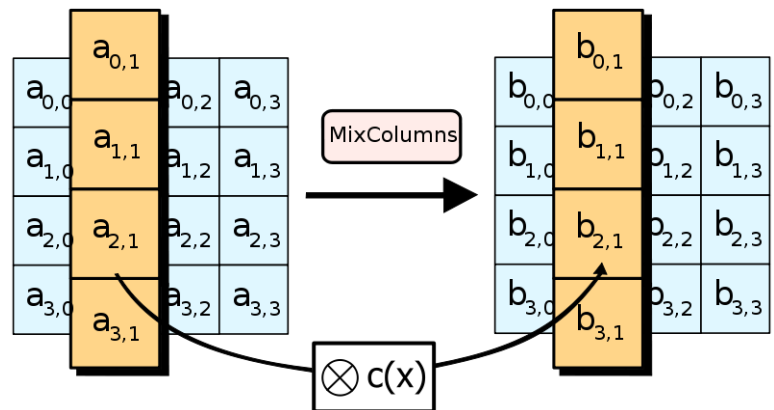 a0,1 b0,1
a0,0 a0,2 a0,3 b0,0 b0,2 b0,3
MixColumns
a1,1 b1,1
a1,0 a1,2 a1,3 b1,0 b1,2 b1,3
a2,1 b2,1
a2,0 a2,2 a2,3 b2,0 b2,2 b2,3
a3,0 a3,2 a3,3 b3,0 b3,2 b3,3
a3,1 b3,1
⊗ c(x)